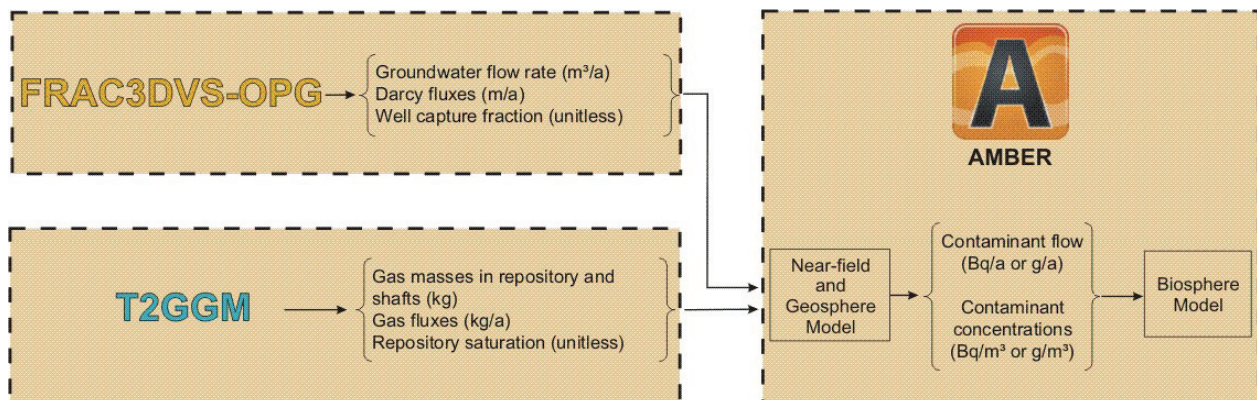 FRAC3DVS-OPG
Groundwater flow rate (m³/a)
Darcy fluxes (m/a)
Well capture fraction (unitless)
T2GGM
Gas masses in repository and
shafts (kg)
Gas fluxes (kg/a)
Repository saturation (unitless)
A
AMBER
Near-field
and
Geosphere
Model
Contaminant flow
(Bq/a or g/a)
Contaminant
concentrations
(Bq/m³ or g/m³)
Biosphere
Model